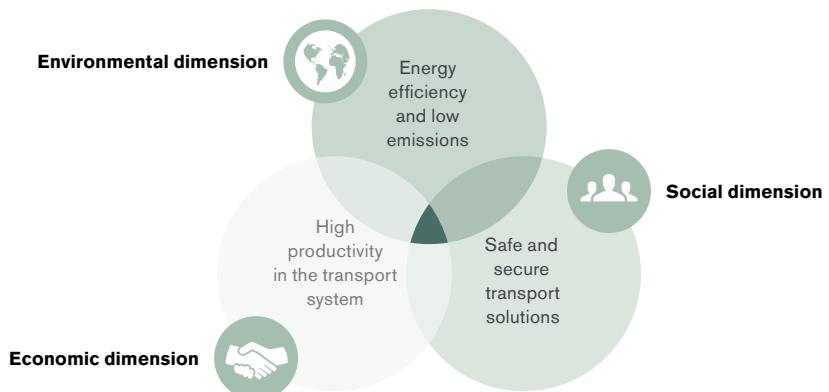 Environmental dimension
Energy
efficiency
and low
emissions
Social dimension
High
productivity
in the transport
system
Safe and
secure
transport
solutions
Economic dimension